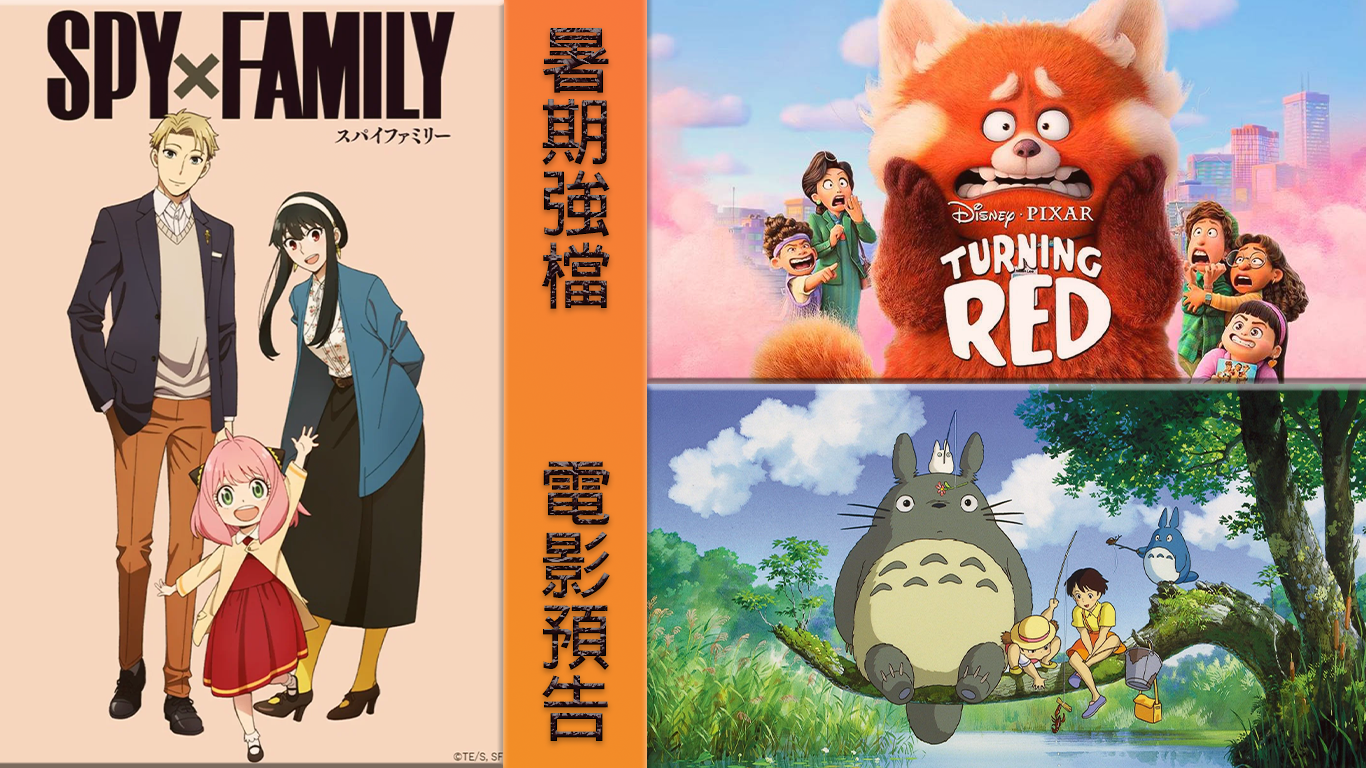 SPY×FAMILY
スパイファミリー
©TE/S, SF
暑期強檔
電影預告
Disney · PIXAR
TURNING
RED